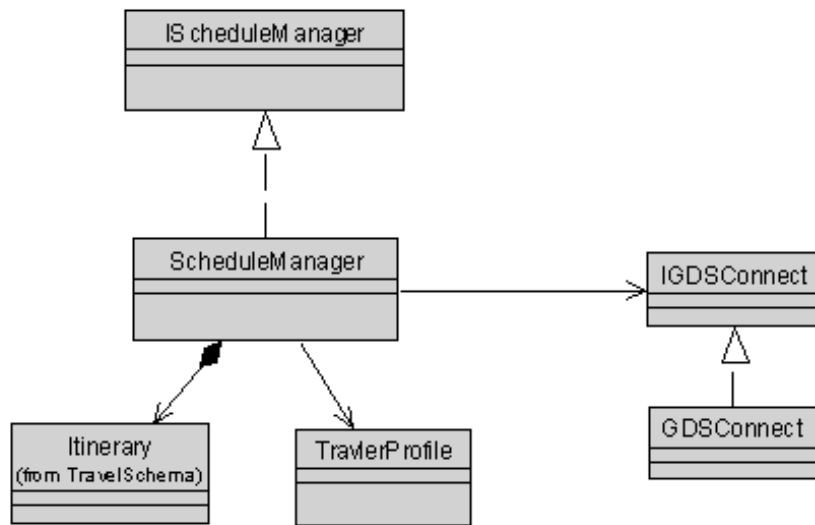 IScheduleManager
ScheduleManager
IGDSConnect
GDSConnect
Itinerary
(from TravelSchema)
TravlerProfile